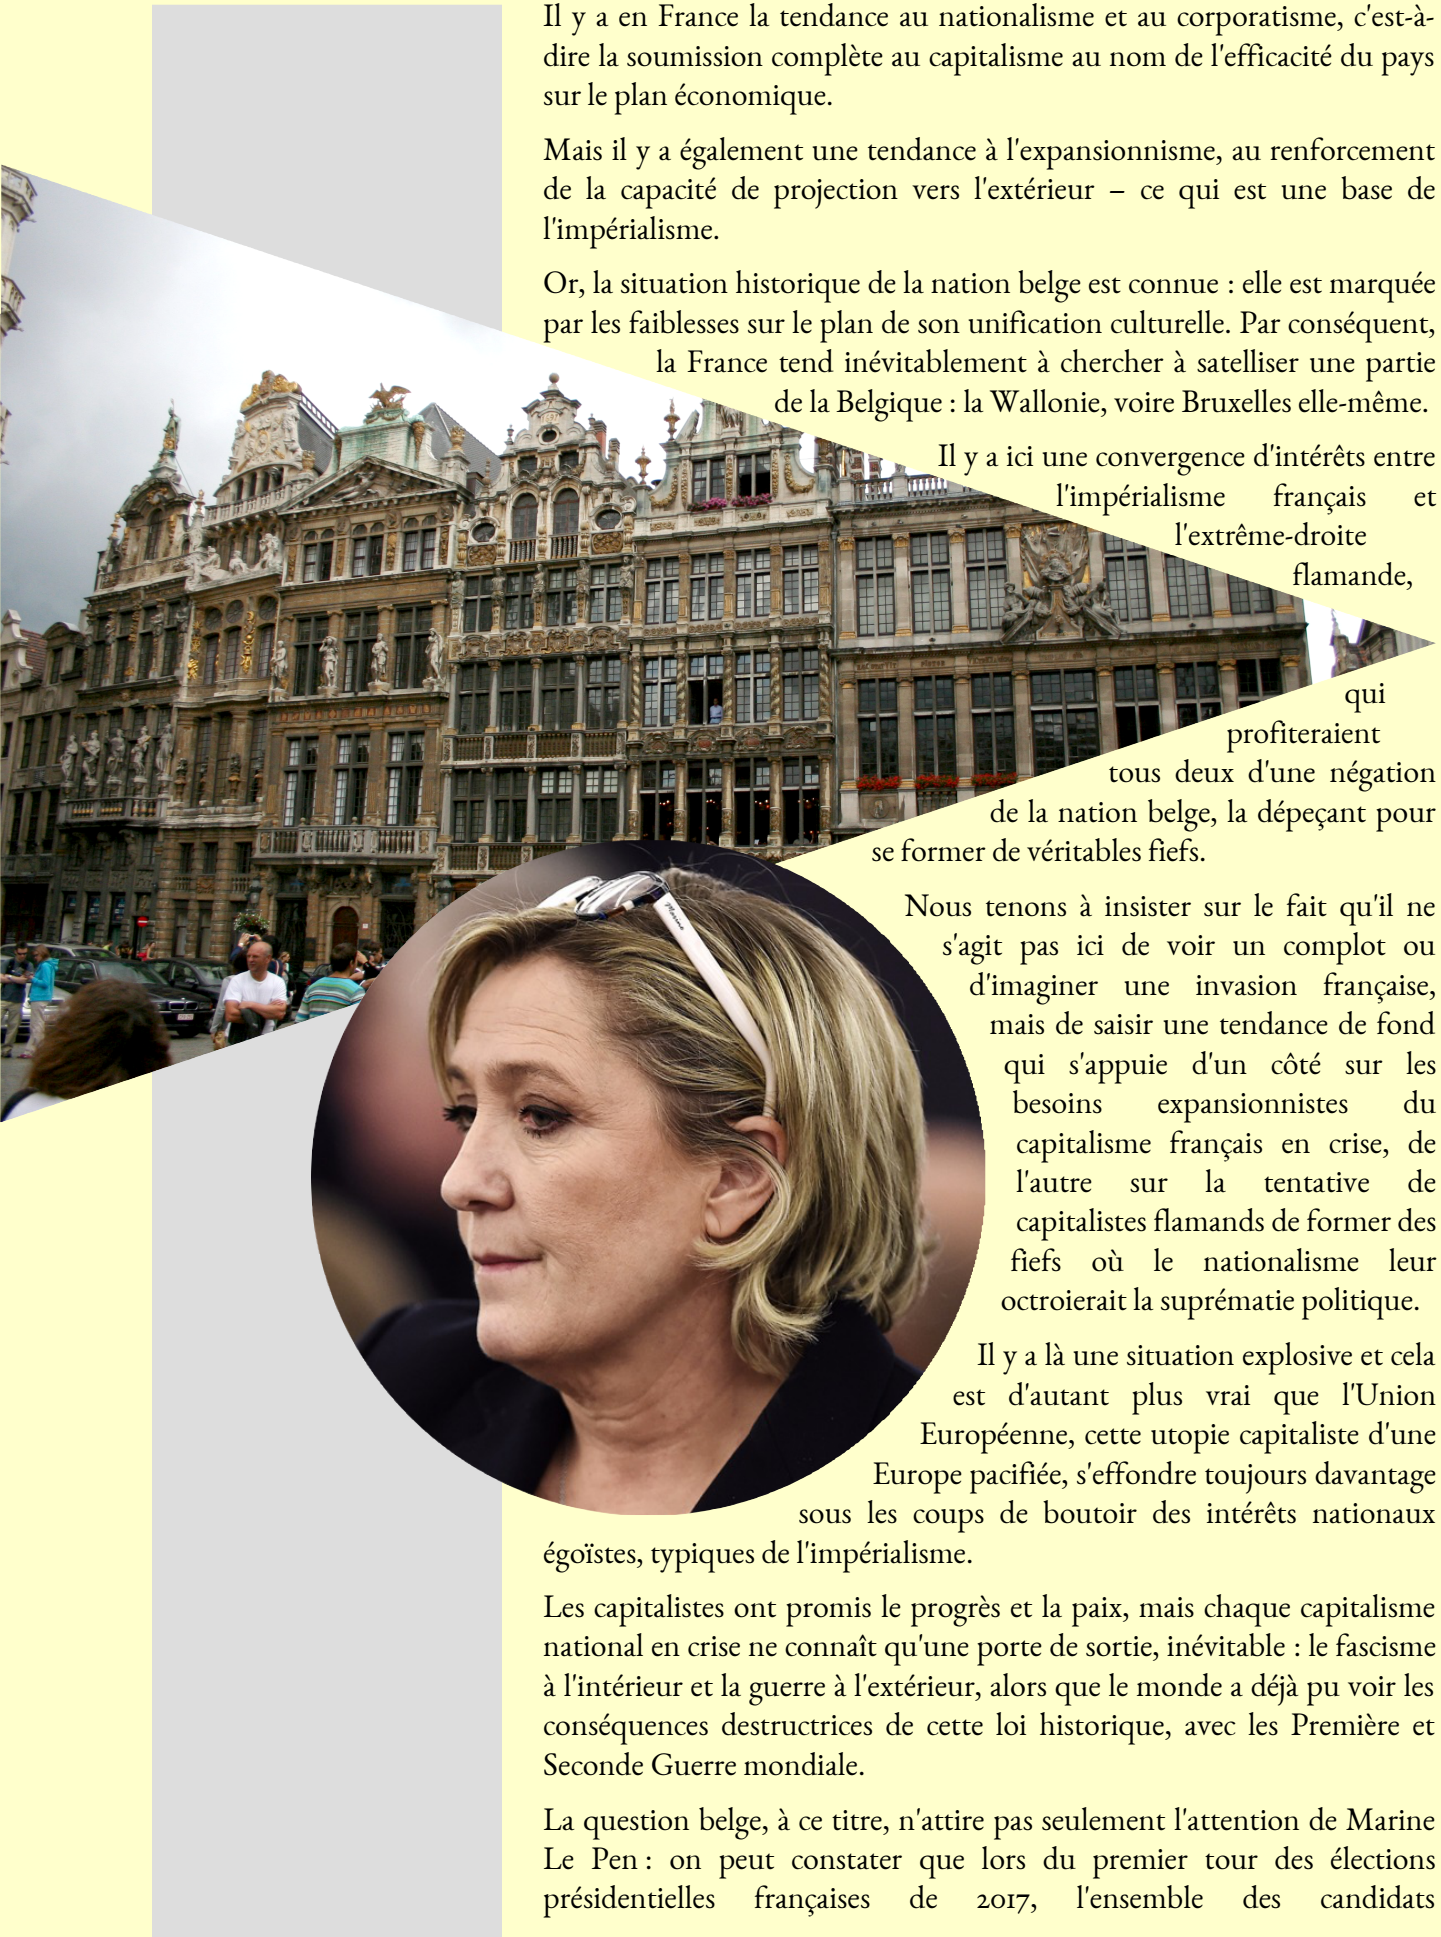 Il y a en France la tendance au nationalisme et au corporatisme, c'est-à-
dire la soumission complète au capitalisme au nom de l'efficacité du pays
sur le plan économique.
Mais il y a également une tendance à l'expansionnisme, au renforcement
de la capacité de projection vers l'extérieur – ce qui est une base de
l'impérialisme.
Or, la situation historique de la nation belge est connue : elle est marquée
par les faiblesses sur le plan de son unification culturelle. Par conséquent,
la France tend inévitablement à chercher à satelliser une partie
de la Belgique : la Wallonie, voire Bruxelles elle-même.
Il y a ici une convergence d'intérêts entre
l'impérialisme français et
l'extrême-droite
flamande,
qui
profiteraient
tous deux d'une négation
de la nation belge, la dépeçant pour
se former de véritables fiefs.
Nous tenons à insister sur le fait qu'il ne
s'agit pas ici de voir un complot ou
d'imaginer une invasion française,
mais de saisir une tendance de fond
qui s'appuie d'un côté sur les
besoins expansionnistes du
capitalisme français en crise, de
l'autre sur la tentative de
capitalistes flamands de former des
fiefs où le nationalisme leur
octroierait la suprématie politique.
Il y a là une situation explosive et cela
est d'autant plus vrai que l'Union
Européenne, cette utopie capitaliste d'une
Europe pacifiée, s'effondre toujours davantage
sous les coups de boutoir des intérêts nationaux
égoïstes, typiques de l'impérialisme.
Les capitalistes ont promis le progrès et la paix, mais chaque capitalisme
national en crise ne connaît qu'une porte de sortie, inévitable : le fascisme
à l'intérieur et la guerre à l'extérieur, alors que le monde a déjà pu voir les
conséquences destructrices de cette loi historique, avec les Première et
Seconde Guerre mondiale.
La question belge, à ce titre, n'attire pas seulement l'attention de Marine
Le Pen : on peut constater que lors du premier tour des élections
présidentielles françaises de 2017, l'ensemble des candidats